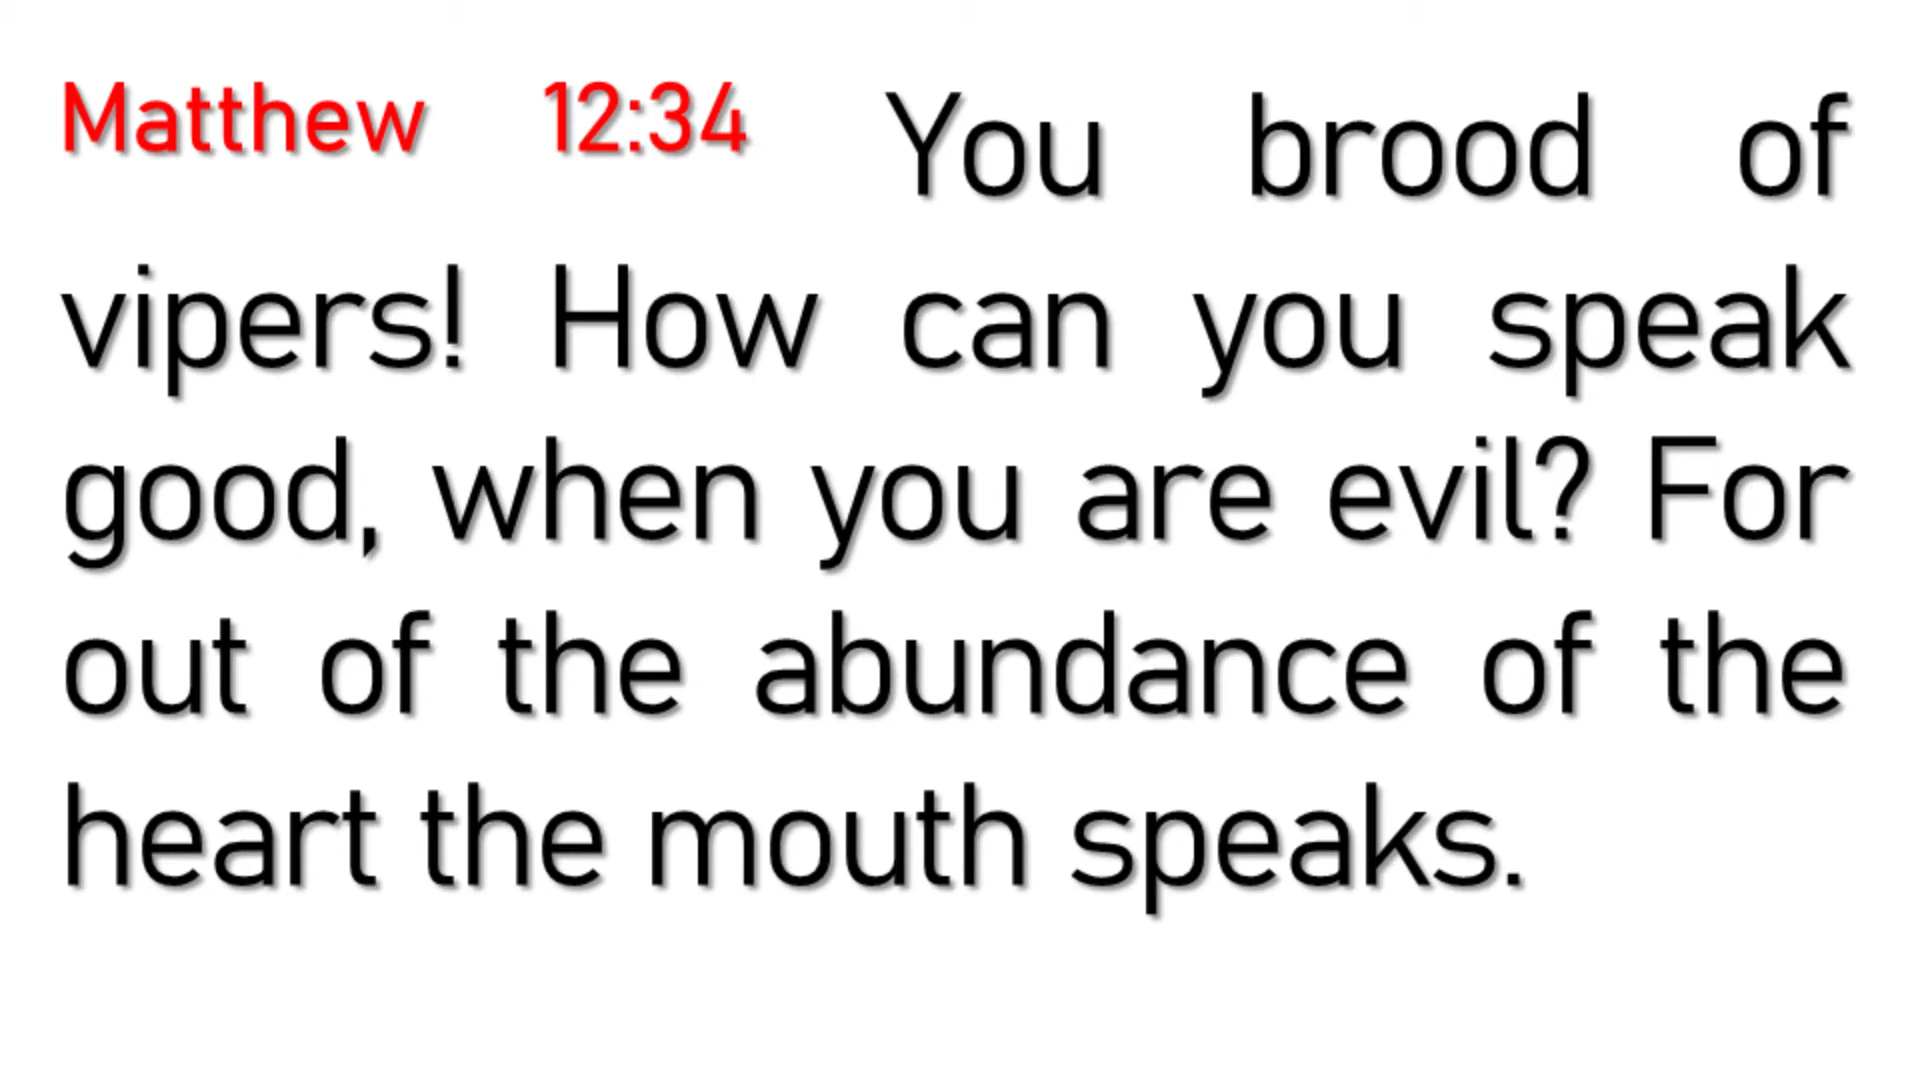 Matthew 12:34 You brood of
vipers! How can you speak
good, when you are evil? For
out of the abundance of the
heart the mouth speaks.